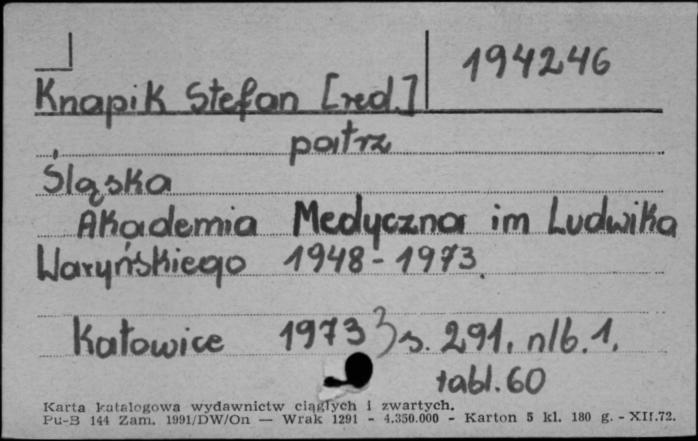 194246
Knapik Stefan [red.]
patrz
Śląska
Akademia Medyczna im Ludwika
Waryńskiego 1948-1973.
Katowice 1973 s. 291, nlb. 1,
tabl. 60
Karta katalogowa wydawnictw ciągłych i zwartych.
Pu-B 144 Zam. 1991/DW/On — Wrak 1291 - 4.350.000 - Karton 5 kl. 180 g. - XII.72.